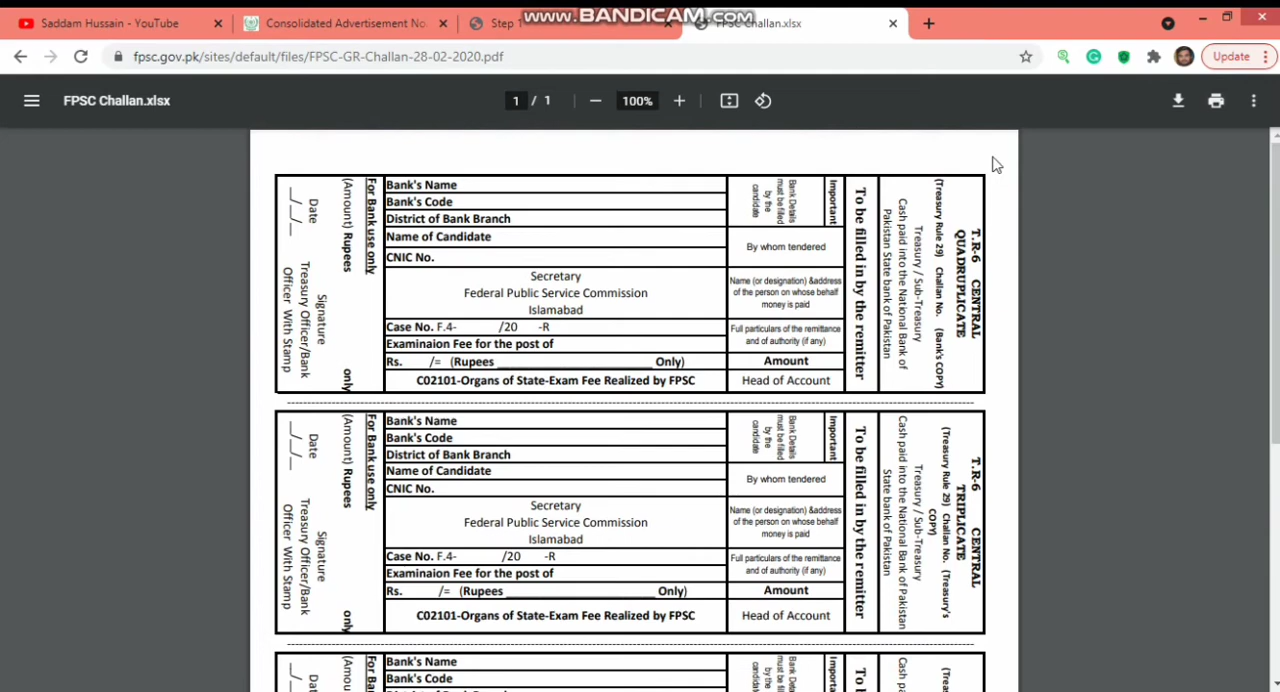 Saddam Hussain - YouTube
Consolidated Advertisement No.
Step 1
www.BANDICAM.com
FPSC Challan.xlsx
fpsc.gov.pk/sites/default/files/FPSC-GR-Challan-28-02-2020.pdf
Update
FPSC Challan.xlsx
1 / 1
100%
For Bank use only
(Amount) Rupees
only
Date
__/__/__
Signature
Treasury Officer/Bank
Officer With Stamp
Bank's Name
Bank's Code
District of Bank Branch
Name of Candidate
CNIC No.
Secretary
Federal Public Service Commission
Islamabad
Case No. F.4- /20 -R
Examinaion Fee for the post of
Rs. /= (Rupees ____________________ Only)
C02101-Organs of State-Exam Fee Realized by FPSC
Important
Bank Details
must be filled
by the
candidate
By whom tendered
Name (or designation) &address
of the person on whose behalf
money is paid
Full particulars of the remittance
and of authority (if any)
Amount
Head of Account
To be filled in by the remitter
T.R-6 CENTRAL
QUADRUPLICATE
(Treasury Rule 29) Challan No. (Bank's COPY)
Treasury / Sub-Treasury
Cash paid into the National Bank of
Pakistan State bank of Pakistan
For Bank use only
(Amount) Rupees
only
Date
__/__/__
Signature
Treasury Officer/Bank
Officer With Stamp
Bank's Name
Bank's Code
District of Bank Branch
Name of Candidate
CNIC No.
Secretary
Federal Public Service Commission
Islamabad
Case No. F.4- /20 -R
Examinaion Fee for the post of
Rs. /= (Rupees ____________________ Only)
C02101-Organs of State-Exam Fee Realized by FPSC
Important
Bank Details
must be filled
by the
candidate
By whom tendered
Name (or designation) &address
of the person on whose behalf
money is paid
Full particulars of the remittance
and of authority (if any)
Amount
Head of Account
To be filled in by the remitter
T.R-6 CENTRAL
TRIPLICATE
(Treasury Rule 29) Challan No. (Treasury's
COPY)
Treasury / Sub-Treasury
Cash paid into the National Bank of Pakistan
State bank of Pakistan
Bank's Name
Bank's Code